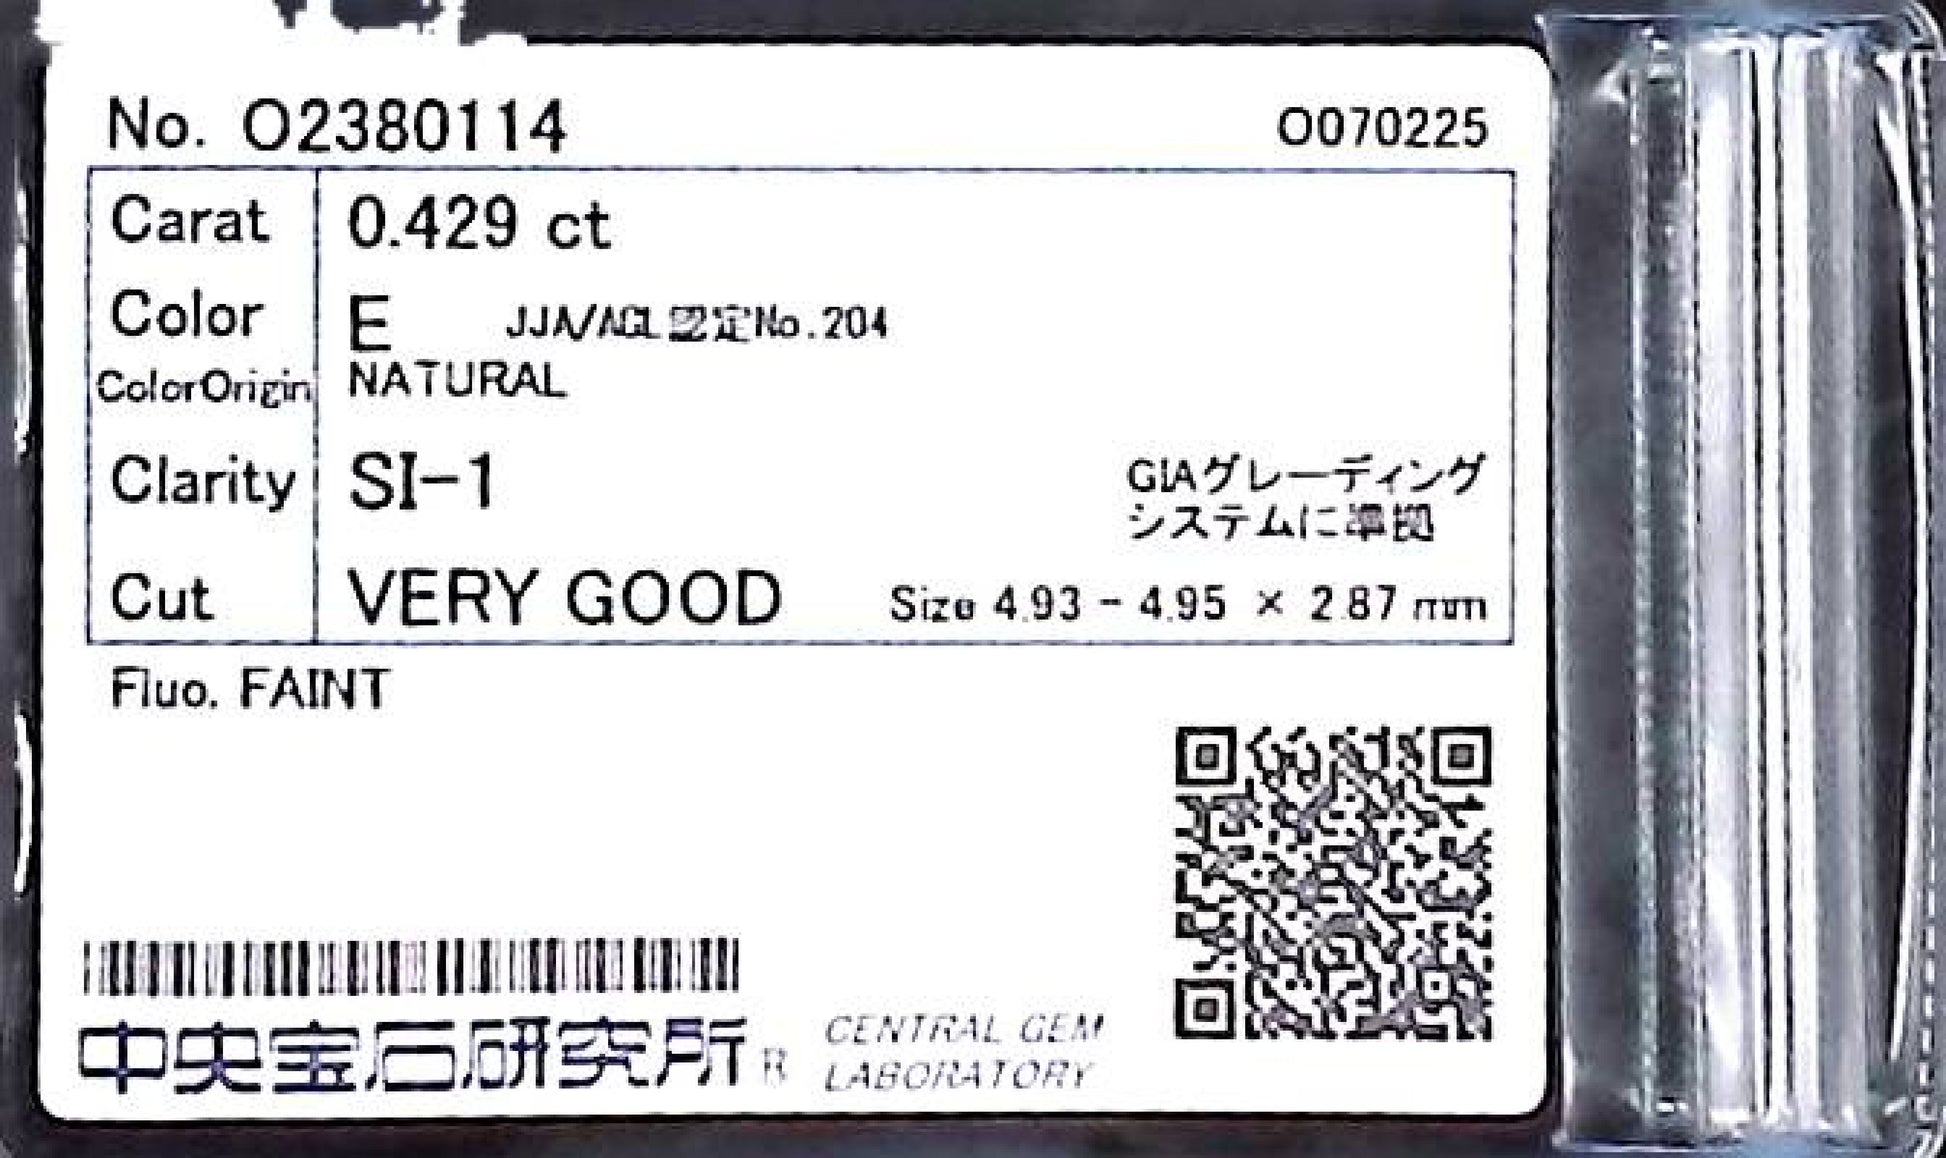 No. O2380114 O070225
Carat 0.429 ct
Color E JJA/AGL認定No.204
ColorOrigin NATURAL
Clarity SI-1 GIAグレーディング
システムに準拠
Cut VERY GOOD Size 4.93 - 4.95 × 2.87 mm
Fluo. FAINT
中央宝石研究所 R CENTRAL GEM
LABORATORY